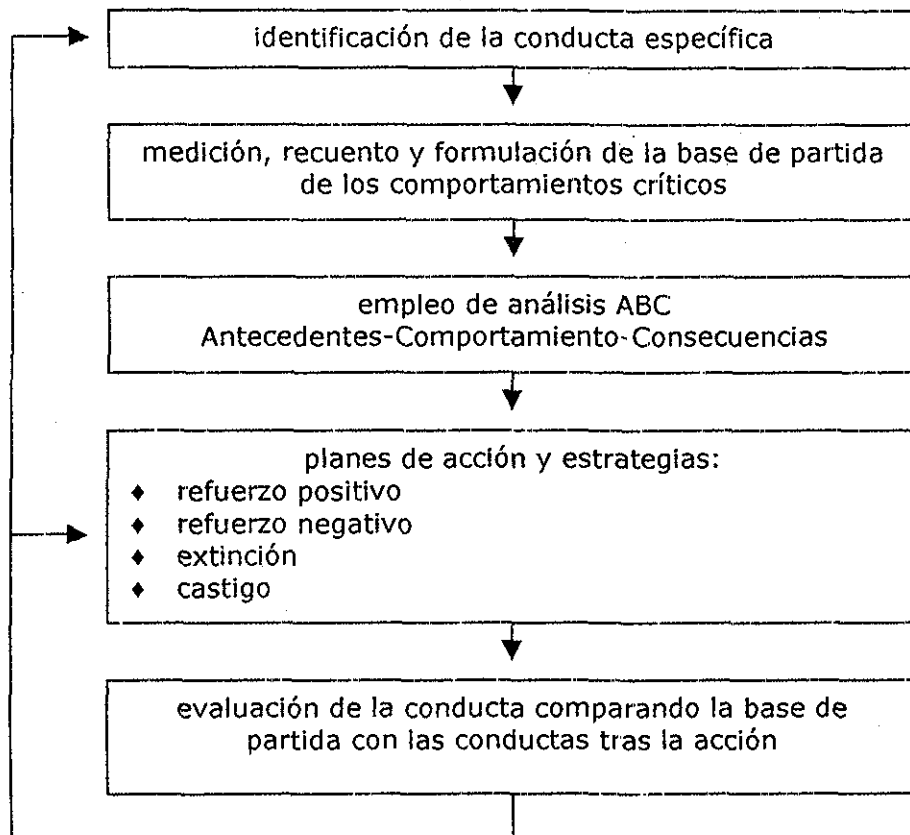 identificación de la conducta específica
medición, recuento y formulación de la base de partida
de los comportamientos críticos
empleo de análisis ABC
Antecedentes-Comportamiento-Consecuencias
planes de acción y estrategias:
♦ refuerzo positivo
♦ refuerzo negativo
♦ extinción
♦ castigo
evaluación de la conducta comparando la base de
partida con las conductas tras la acción